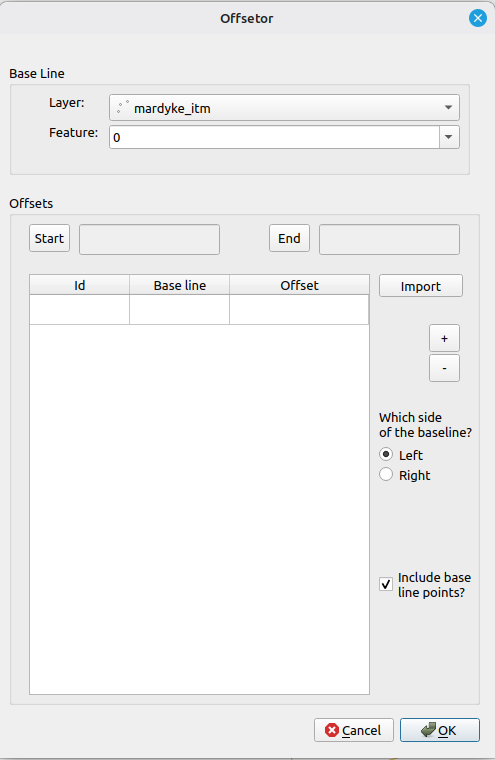 Offsetor
Base Line
Layer:
mardyke_itm
Feature:
0
Offsets
Start
End
Id
Base line
Offset
Import
+
-
Which side
of the baseline?
Left
Right
Include base
line points?
Cancel
OK